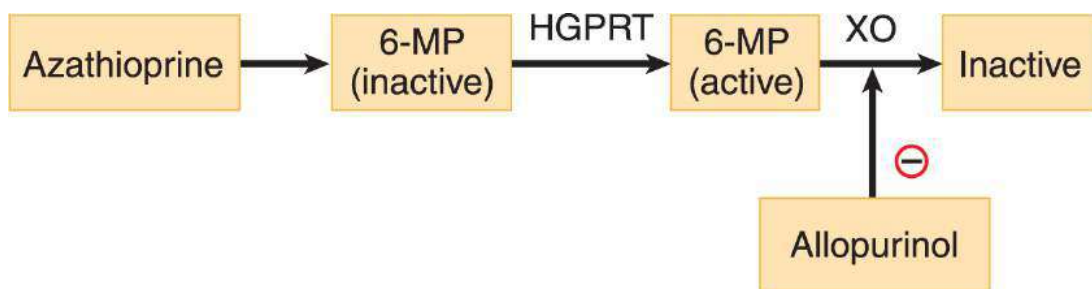 Azathioprine
6-MP
(inactive)
HGPRT
6-MP
(active)
XO
Inactive
Allopurinol